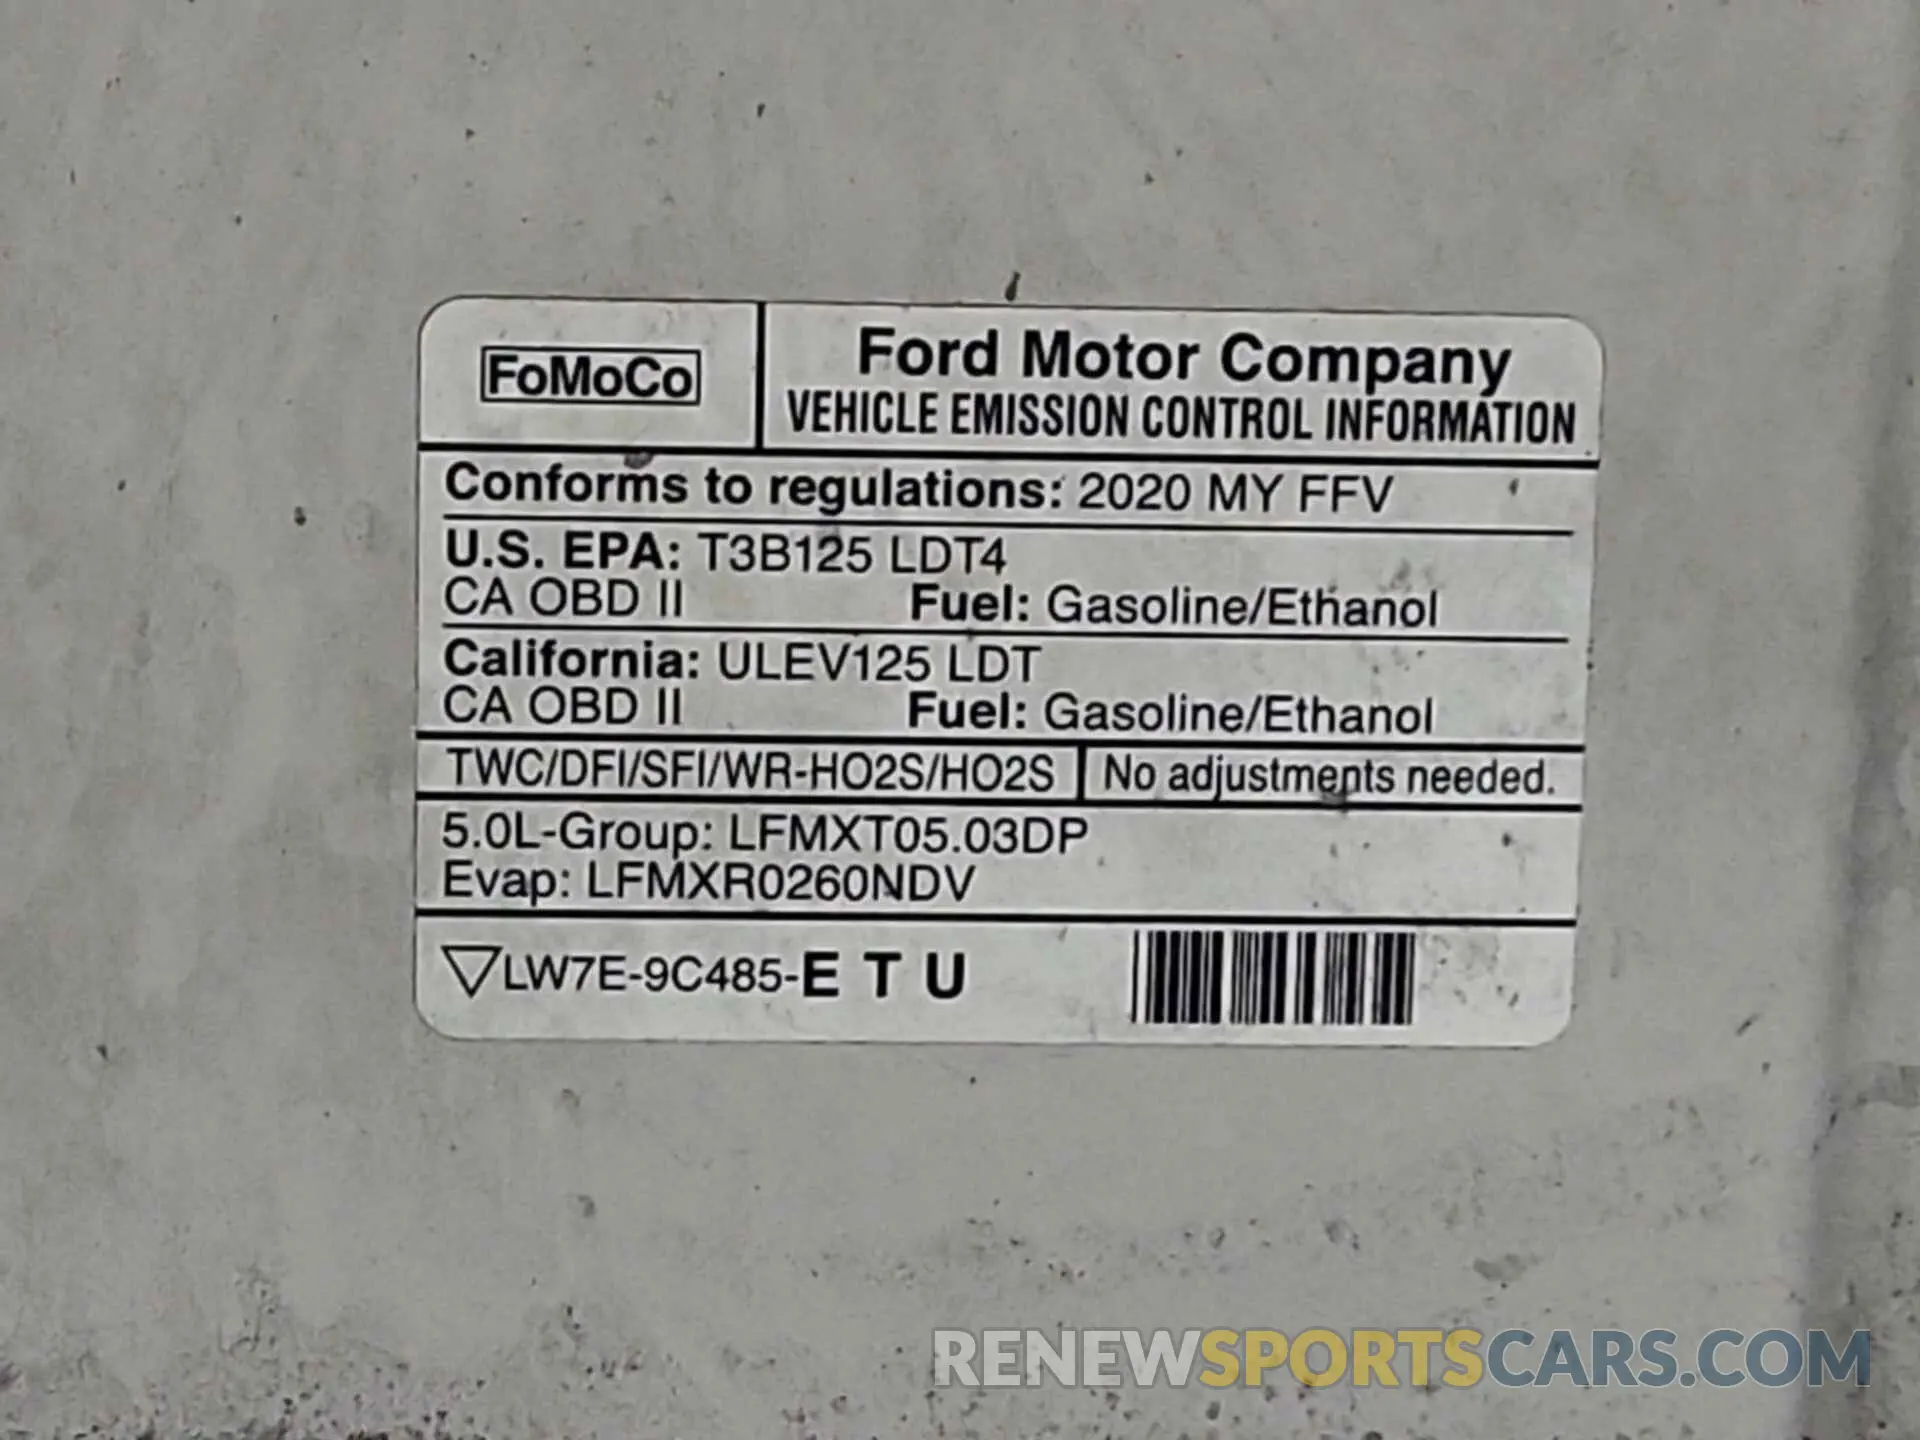 FoMoCo
Ford Motor Company
VEHICLE EMISSION CONTROL INFORMATION
Conforms to regulations: 2020 MY FFV
U.S. EPA: T3B125 LDT4
CA OBD II Fuel: Gasoline/Ethanol
California: ULEV125 LDT
CA OBD II Fuel: Gasoline/Ethanol
TWC/DFI/SFI/WR-HO2S/HO2S No adjustments needed.
5.0L-Group: LFMXT05.03DP
Evap: LFMXR0260NDV
LW7E-9C485-E T U
RENEWSPORTSCARS.COM